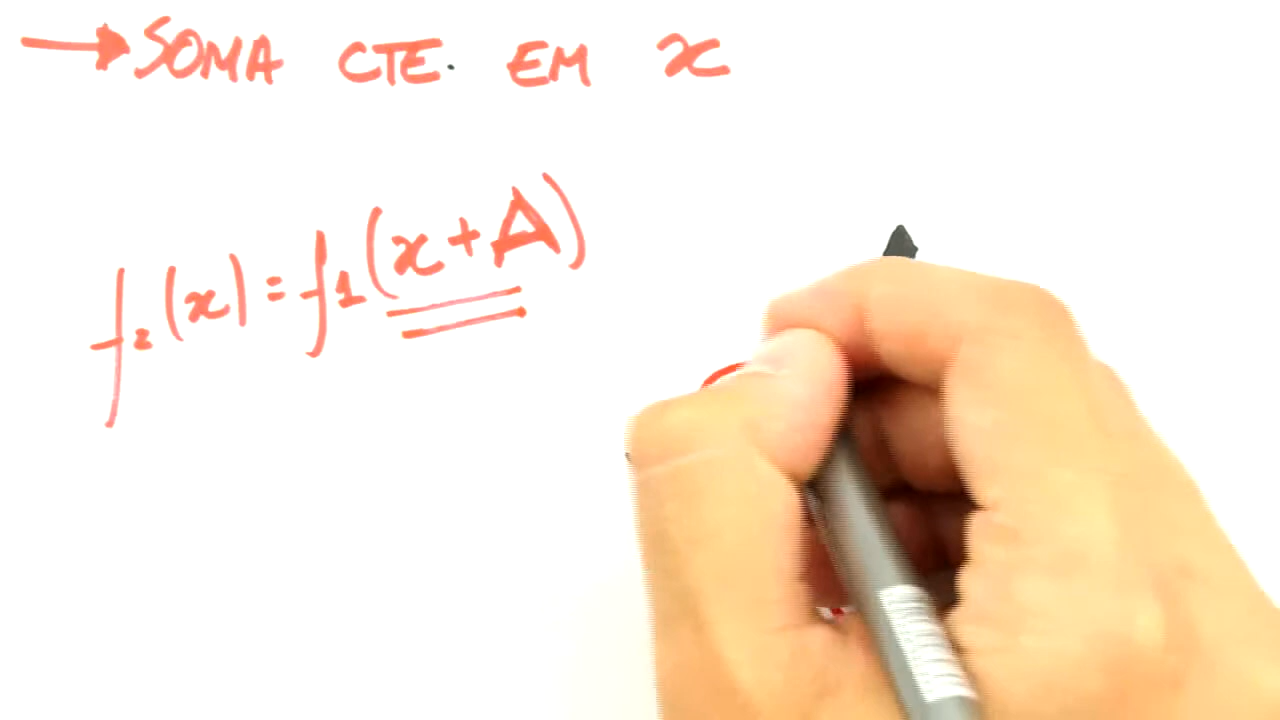 → SOMA CTE. EM x
f₂(x) = f₁(x + Δ)